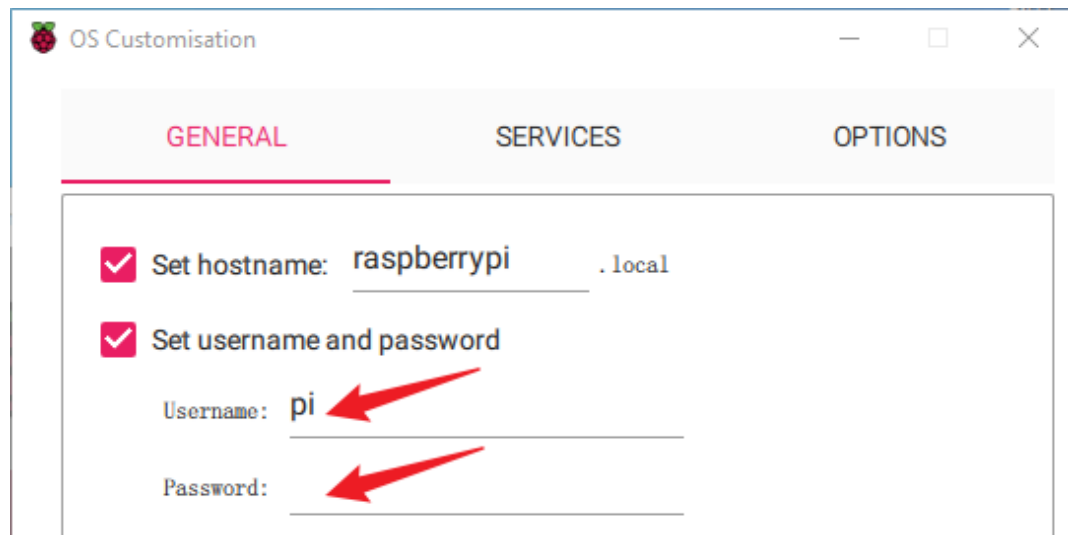 OS Customisation
GENERAL SERVICES OPTIONS
Set hostname: raspberrypi .local
Set username and password
Username: pi
Password: